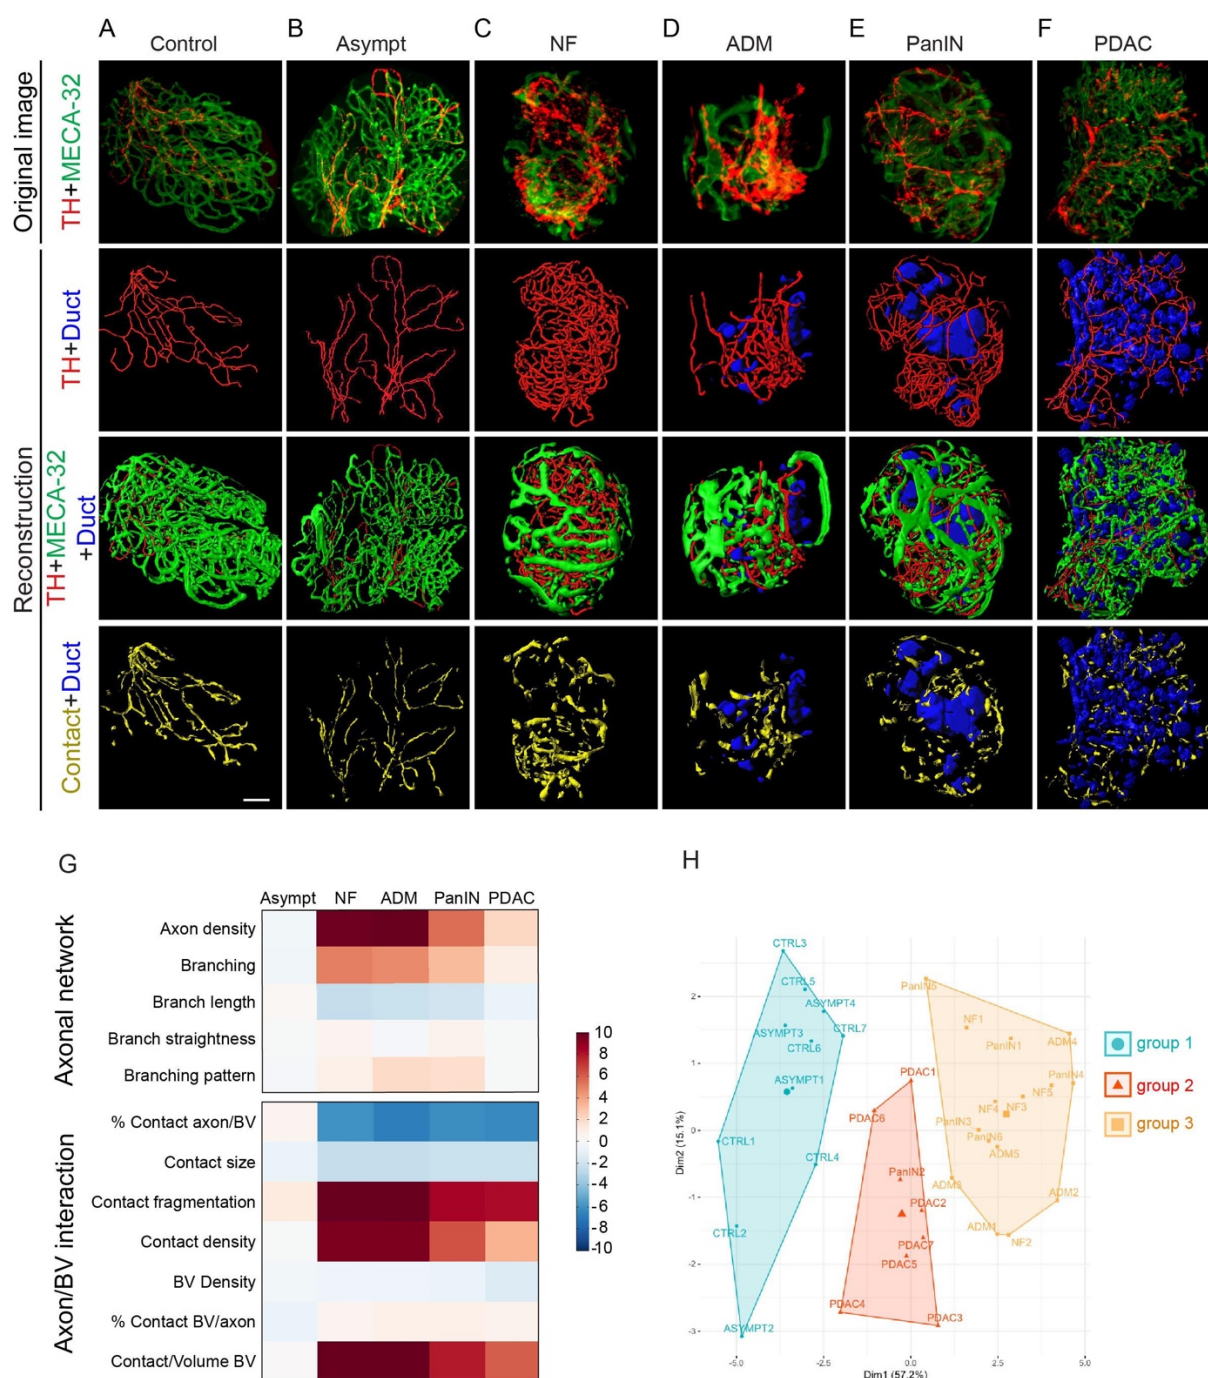 A
Control
B
Asympt
C
NF
D
ADM
E
PanIN
F
PDAC
Original image
TH+MECA-32
Reconstruction
TH+Duct
TH+MECA-32
+Duct
Contact+Duct
G
Asympt NF ADM PanIN PDAC
Axonal network
Axon density
Branching
Branch length
Branch straightness
Branching pattern
Axon/BV interaction
% Contact axon/BV
Contact size
Contact fragmentation
Contact density
BV Density
% Contact BV/axon
Contact/Volume BV
10
8
6
4
2
0
-2
-4
-6
-8
-10
H
CTRL3
CTRL5
ASYMPT4
ASYMPT3
CTRL7
CTRL6
ASYMPT1
CTRL1
CTRL4
CTRL2
ASYMPT2
PDAC1
PDAC6
PanIN2
PDAC2
PDAC7
PDAC5
PDAC4
PDAC3
PanIN5
NF1
PanIN1
ADM4
PanIN4
NF5
NF4
NF3
PanIN3
PanIN6
ADM5
ADM3
ADM2
ADM1
NF2
2
1
0
-1
-2
-3
Dim2 (15.1%)
-5.0 -2.5 0.0 2.5 5.0
Dim1 (57.2%)
group 1
group 2
group 3